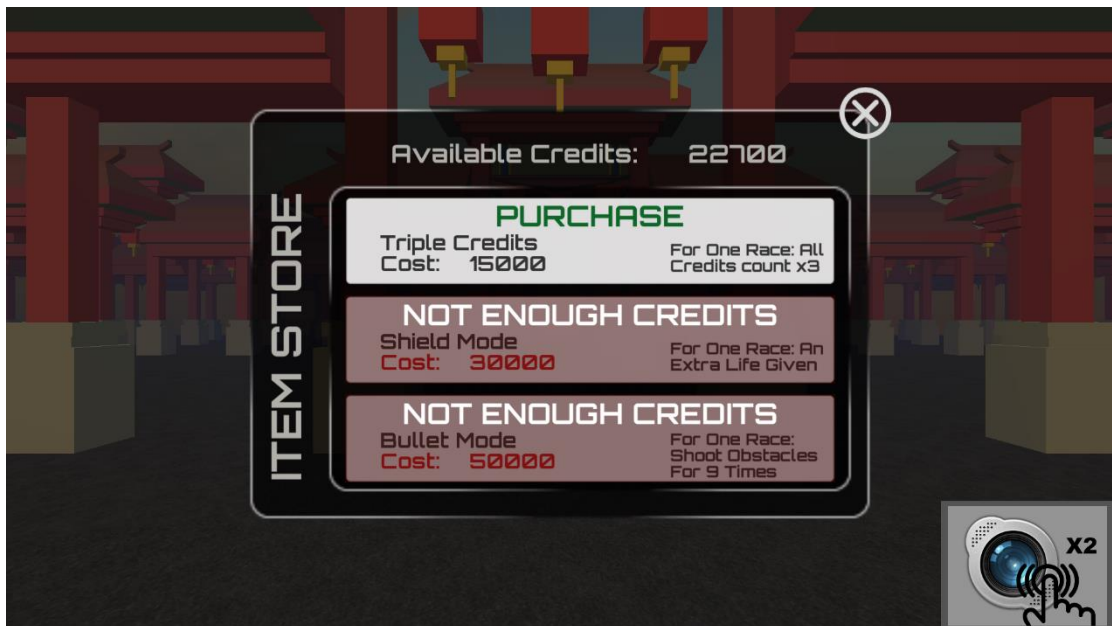 Available Credits: 22700
ITEM STORE
PURCHASE
Triple Credits
Cost: 15000
For One Race: All
Credits count x3
NOT ENOUGH CREDITS
Shield Mode
Cost: 30000
For One Race: An
Extra Life Given
NOT ENOUGH CREDITS
Bullet Mode
Cost: 50000
For One Race:
Shoot Obstacles
For 9 Times
X2